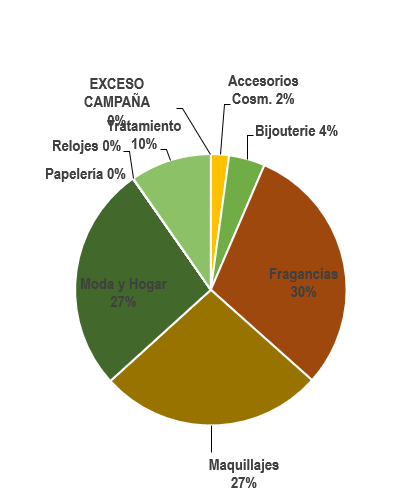 EXCESO
CAMPAÑA
0%
Accesorios
Cosm. 2%
Bijouterie 4%
Tratamiento
10%
Relojes 0%
Papelería 0%
Fragancias
30%
Moda y Hogar
27%
Maquillajes
27%